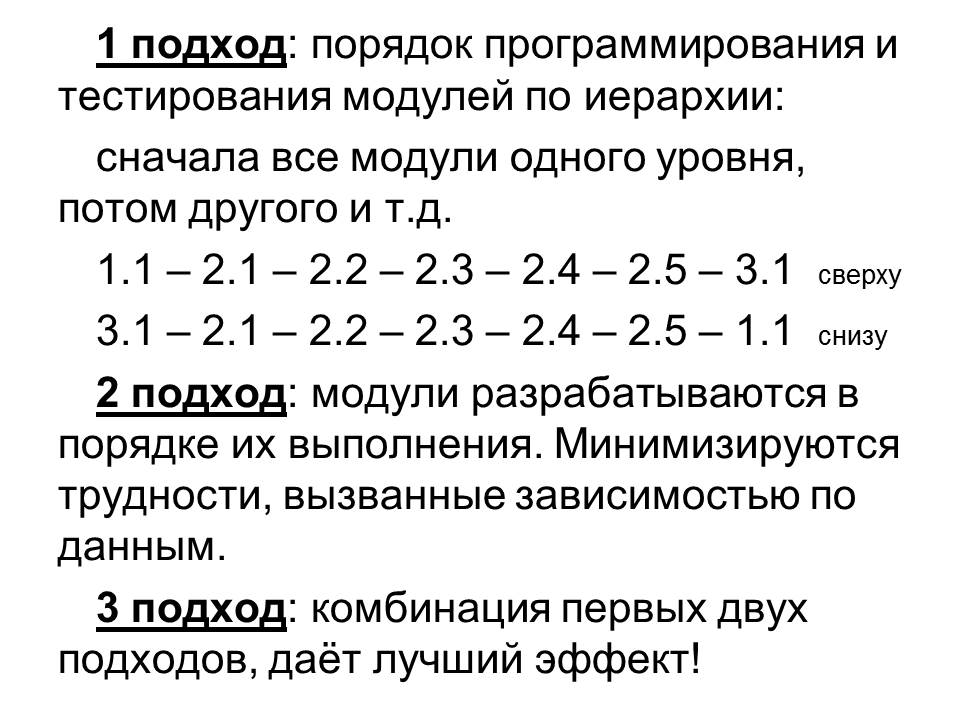 1 подход: порядок программирования и
тестирования модулей по иерархии:
сначала все модули одного уровня,
потом другого и т.д.
1.1 – 2.1 – 2.2 – 2.3 – 2.4 – 2.5 – 3.1 сверху
3.1 – 2.1 – 2.2 – 2.3 – 2.4 – 2.5 – 1.1 снизу
2 подход: модули разрабатываются в
порядке их выполнения. Минимизируются
трудности, вызванные зависимостью по
данным.
3 подход: комбинация первых двух
подходов, даёт лучший эффект!